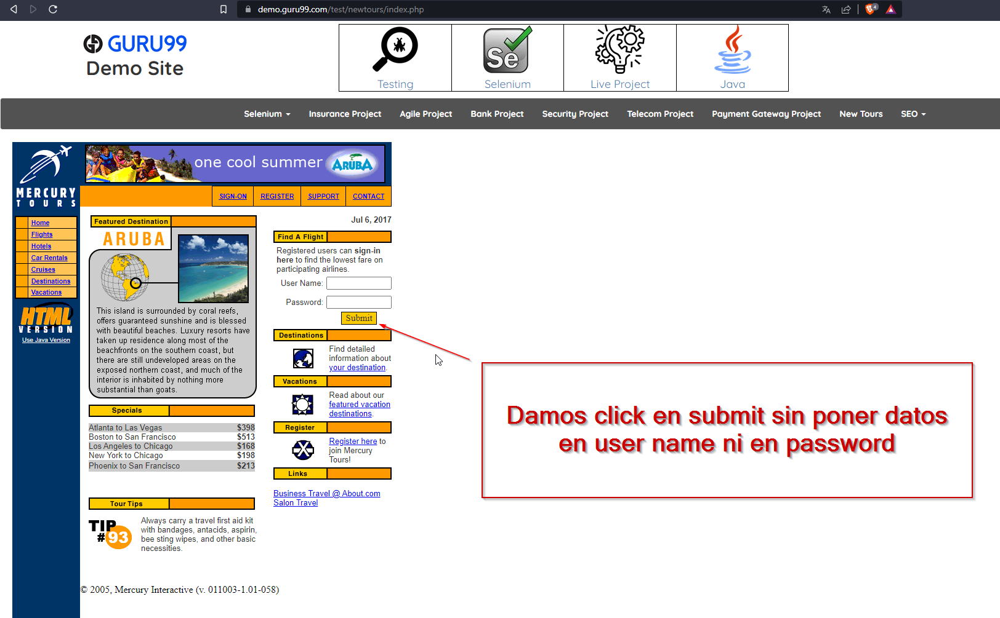 demo.guru99.com/test/newtours/index.php
4
GURU99
Demo Site
Testing
Se
Selenium
Live Project
Java
Selenium
Insurance Project
Agile Project
Bank Project
Security Project
Telecom Project
Payment Gateway Project
New Tours
SEO
MERCURY
TOURS
one cool summer
ARUBA
SIGN-ON
REGISTER
SUPPORT
CONTACT
Home
Flights
Hotels
Car Rentals
Cruises
Destinations
Vacations
HTML
VERSION
Use Java Version
Featured Destination
ARUBA
This island is surrounded by coral reefs,
offers guaranteed sunshine and is blessed
with beautiful beaches. Luxury resorts have
taken up residence along most of the
beachfronts on the southern coast, but
there are still undeveloped areas on the
exposed northern coast, and much of the
interior is inhabited by nothing more
substantial than goats.
Specials
Atlanta to Las Vegas $398
Boston to San Francisco $513
Los Angeles to Chicago $168
New York to Chicago $198
Phoenix to San Francisco $213
Tour Tips
TIP
#93
Always carry a travel first aid kit
with bandages, antacids, aspirin,
bee sting wipes, and other basic
necessities.
Jul 6, 2017
Find A Flight
Registered users can sign-in
here to find the lowest fare on
participating airlines.
User Name:
Password:
Submit
Destinations
Find detailed
information about
your destination.
Vacations
Read about our
featured vacation
destinations.
Register
Register here to
join Mercury
Tours!
Links
Business Travel @ About.com
Salon Travel
Damos click en submit sin poner datos
en user name ni en password
© 2005, Mercury Interactive (v. 011003-1.01-058)